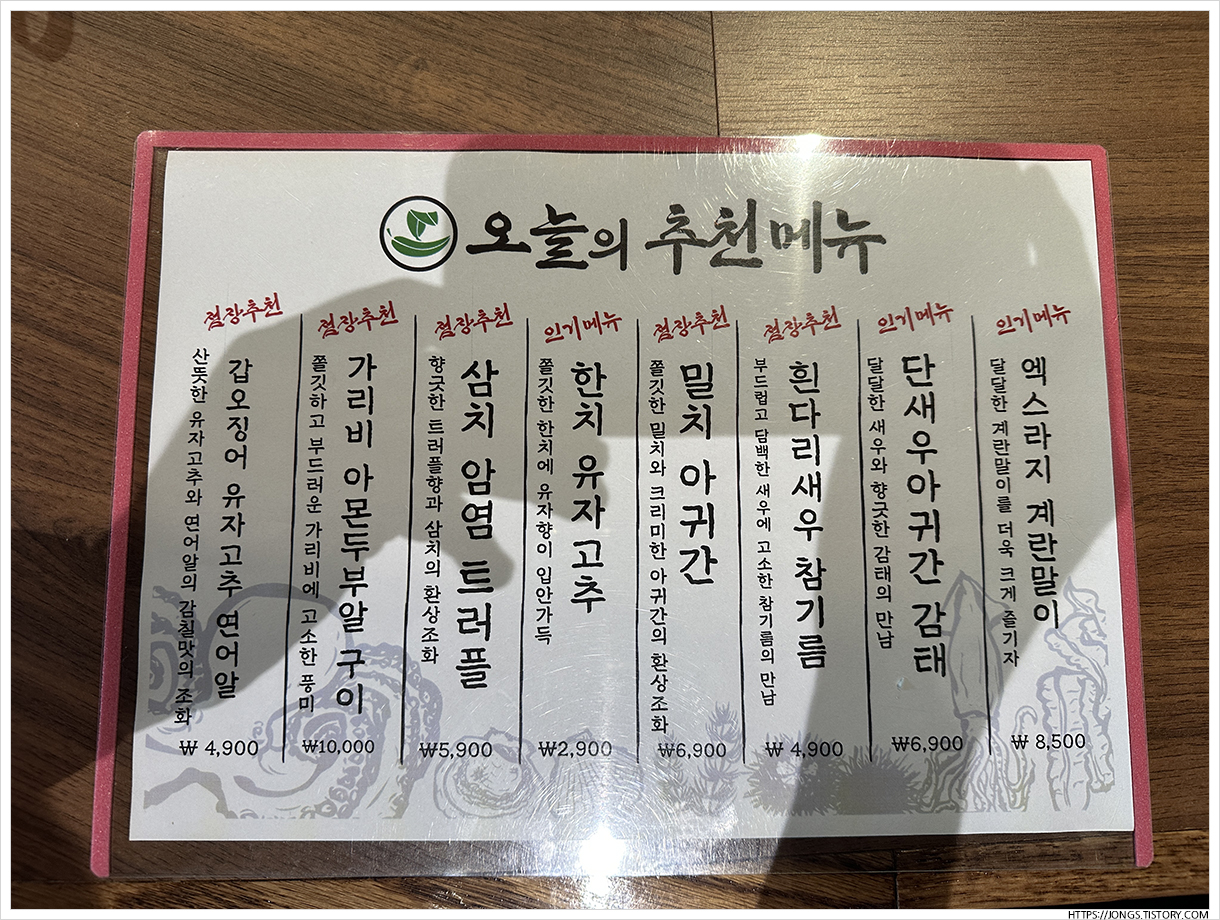 오늘의 추천메뉴
점장추천
갑오징어 유자고추 연어알
산뜻한 유자고추와 연어알의 감칠맛의 조화
₩ 4,900
점장추천
가리비 아몬두부알 구이
쫄깃하고 부드러운 가리비에 고소한 풍미
₩10,000
점장추천
삼치 암염 트러플
향긋한 트러플향과 삼치의 환상조화
₩5,900
인기메뉴
한치 유자고추
쫄깃한 한치에 유자향이 입안가득
₩2,900
점장추천
밀치 아귀간
쫄깃한 밀치와 크리미한 아귀간의 환상조화
₩6,900
점장추천
흰다리새우 참기름
부드럽고 담백한 새우에 고소한 참기름의 만남
₩ 4,900
인기메뉴
단새우아귀간 감태
달달한 새우와 향긋한 감태의 만남
₩6,900
인기메뉴
엑스라지 계란말이
달달한 계란말이를 더욱 크게 즐기자
₩ 8,500
HTTPS://JONGS.TISTORY.COM